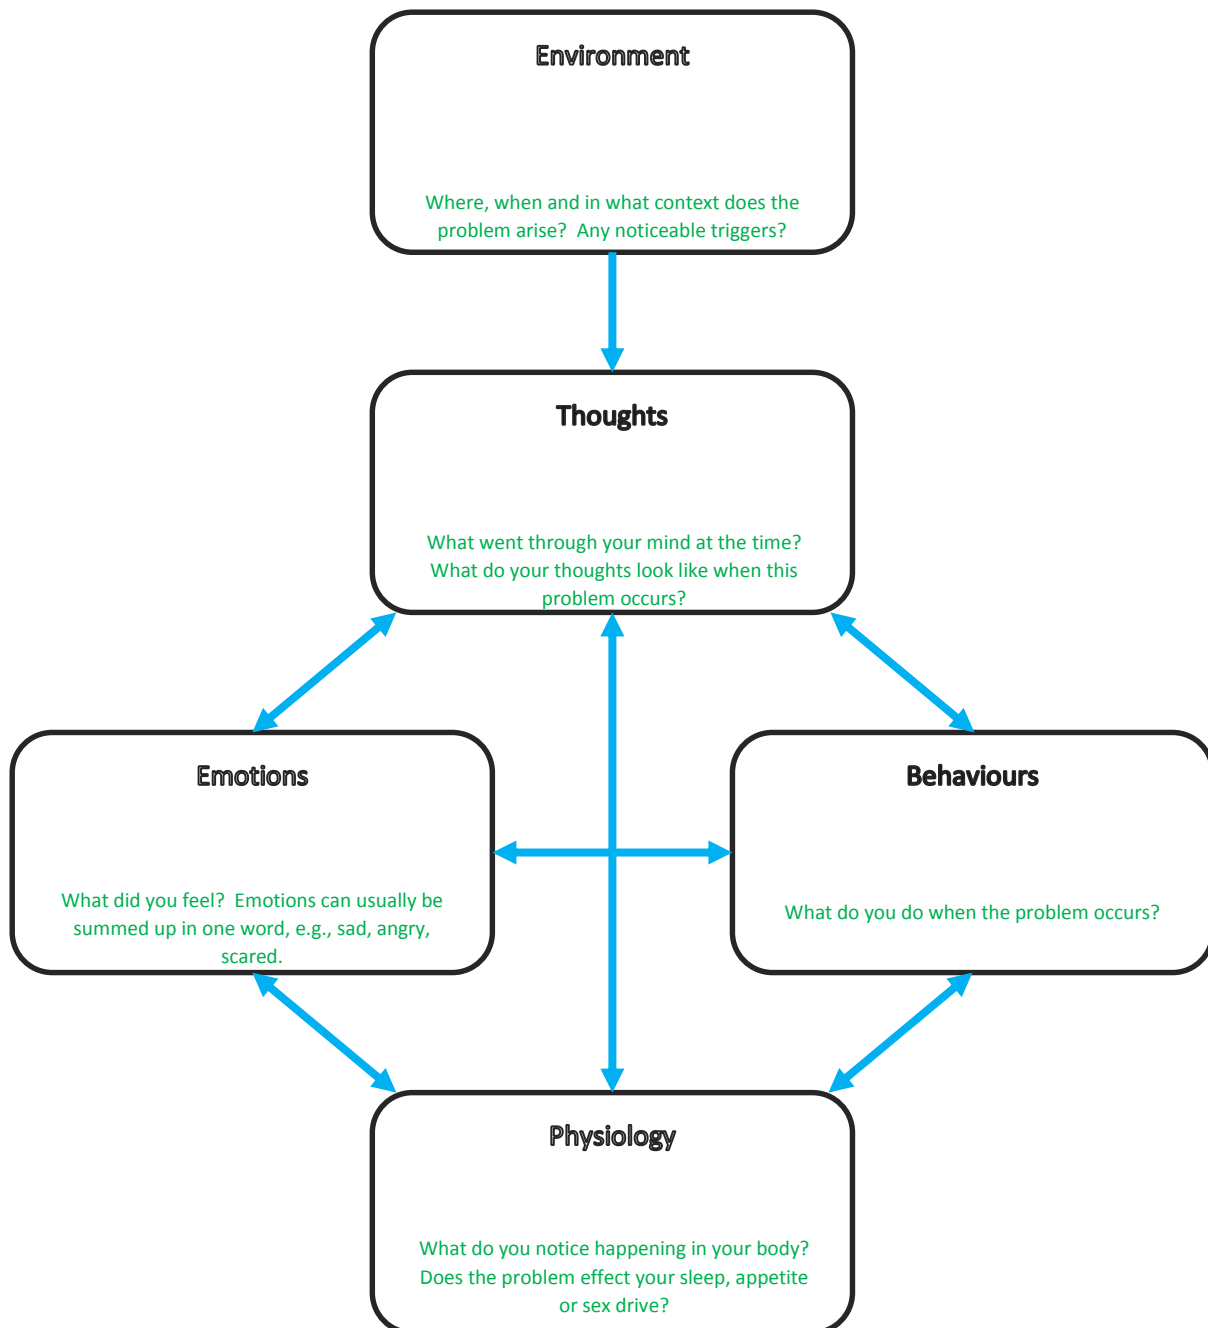 Environment
Where, when and in what context does the
problem arise?  Any noticeable triggers?
Thoughts
What went through your mind at the time?
What do your thoughts look like when this
problem occurs?
Emotions
What did you feel?  Emotions can usually be
summed up in one word, e.g., sad, angry,
scared.
Behaviours
What do you do when the problem occurs?
Physiology
What do you notice happening in your body?
Does the problem effect your sleep, appetite
or sex drive?